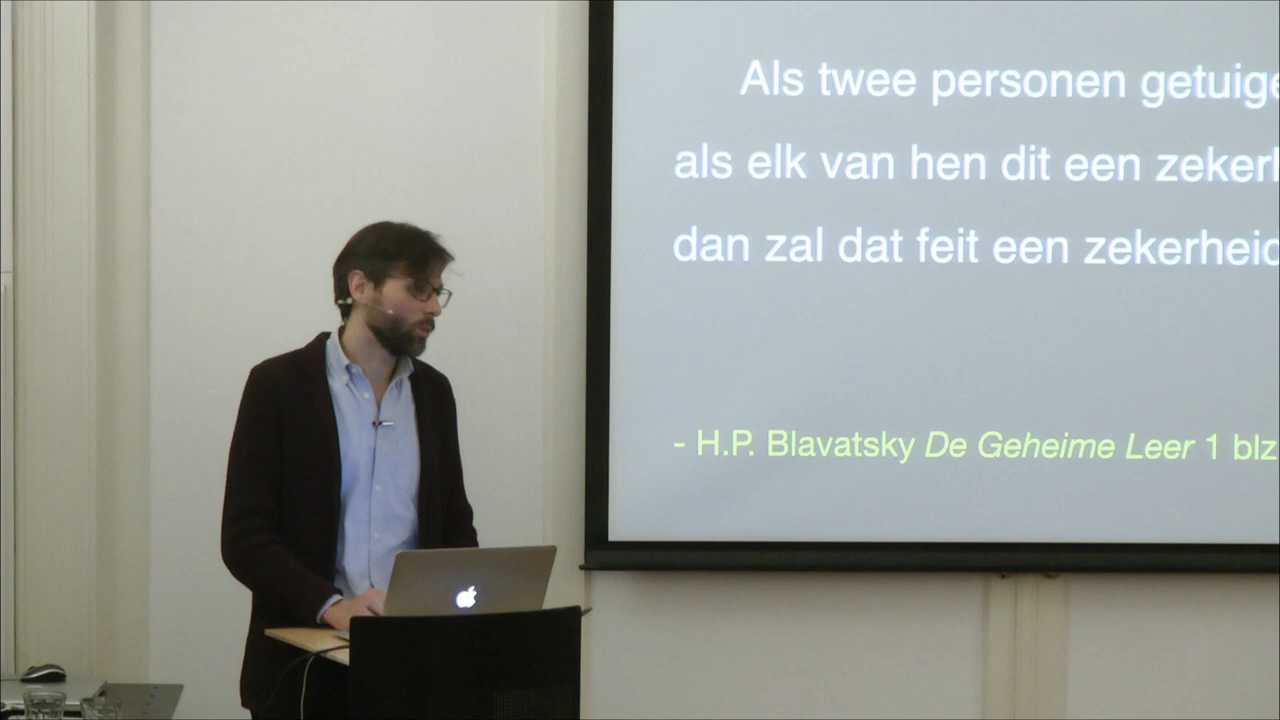 Als twee personen getuige
als elk van hen dit een zeker
dan zal dat feit een zekerheid
- H.P. Blavatsky De Geheime Leer 1 blz